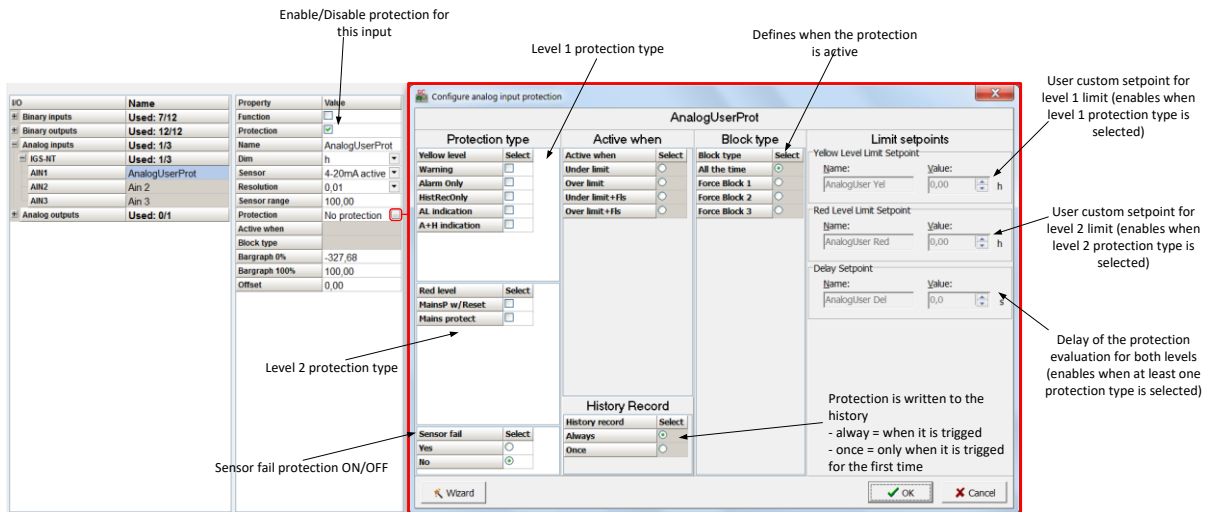 Enable/Disable protection for
this input
Level 1 protection type
Defines when the protection
is active
User custom setpoint for
level 1 limit (enables when
level 1 protection type is
selected)
I/O Name
Binary inputs Used: 7/12
Binary outputs Used: 12/12
Analog inputs Used: 1/3
IGS-NT Used: 1/3
AIN1 AnalogUserProt
AIN2 Ain 2
AIN3 Ain 3
Analog outputs Used: 0/1
Property Value
Function
Protection
Name AnalogUserProt
Dim h
Sensor 4-20mA active
Resolution 0,01
Sensor range 100,00
Protection No protection ...
Active when
Block type
Bargraph 0% -327,68
Bargraph 100% 100,00
Offset 0,00
Configure analog input protection
AnalogUserProt
Protection type
Yellow level Select
Warning
Alarm Only
HistRecOnly
AL indication
A+H indication
Red level Select
MainsP w/Reset
Mains protect
Sensor fail Select
Yes
No
Active when
Active when Select
Under limit
Over limit
Under limit+Fls
Over limit+Fls
History Record
History record Select
Always
Once
Block type
Block type Select
All the time
Force Block 1
Force Block 2
Force Block 3
Limit setpoints
Yellow Level Limit Setpoint
Name: Value:
AnalogUser Yel 0,00 h
Red Level Limit Setpoint
Name: Value:
AnalogUser Red 0,00 h
Delay Setpoint
Name: Value:
AnalogUser Del 0,0 s
Wizard
OK
Cancel
User custom setpoint for
level 2 limit (enables when
level 2 protection type is
selected)
Delay of the protection
evaluation for both levels
(enables when at least one
protection type is selected)
Level 2 protection type
Protection is written to the
history
- alway = when it is trigged
- once = only when it is trigged
for the first time
Sensor fail protection ON/OFF